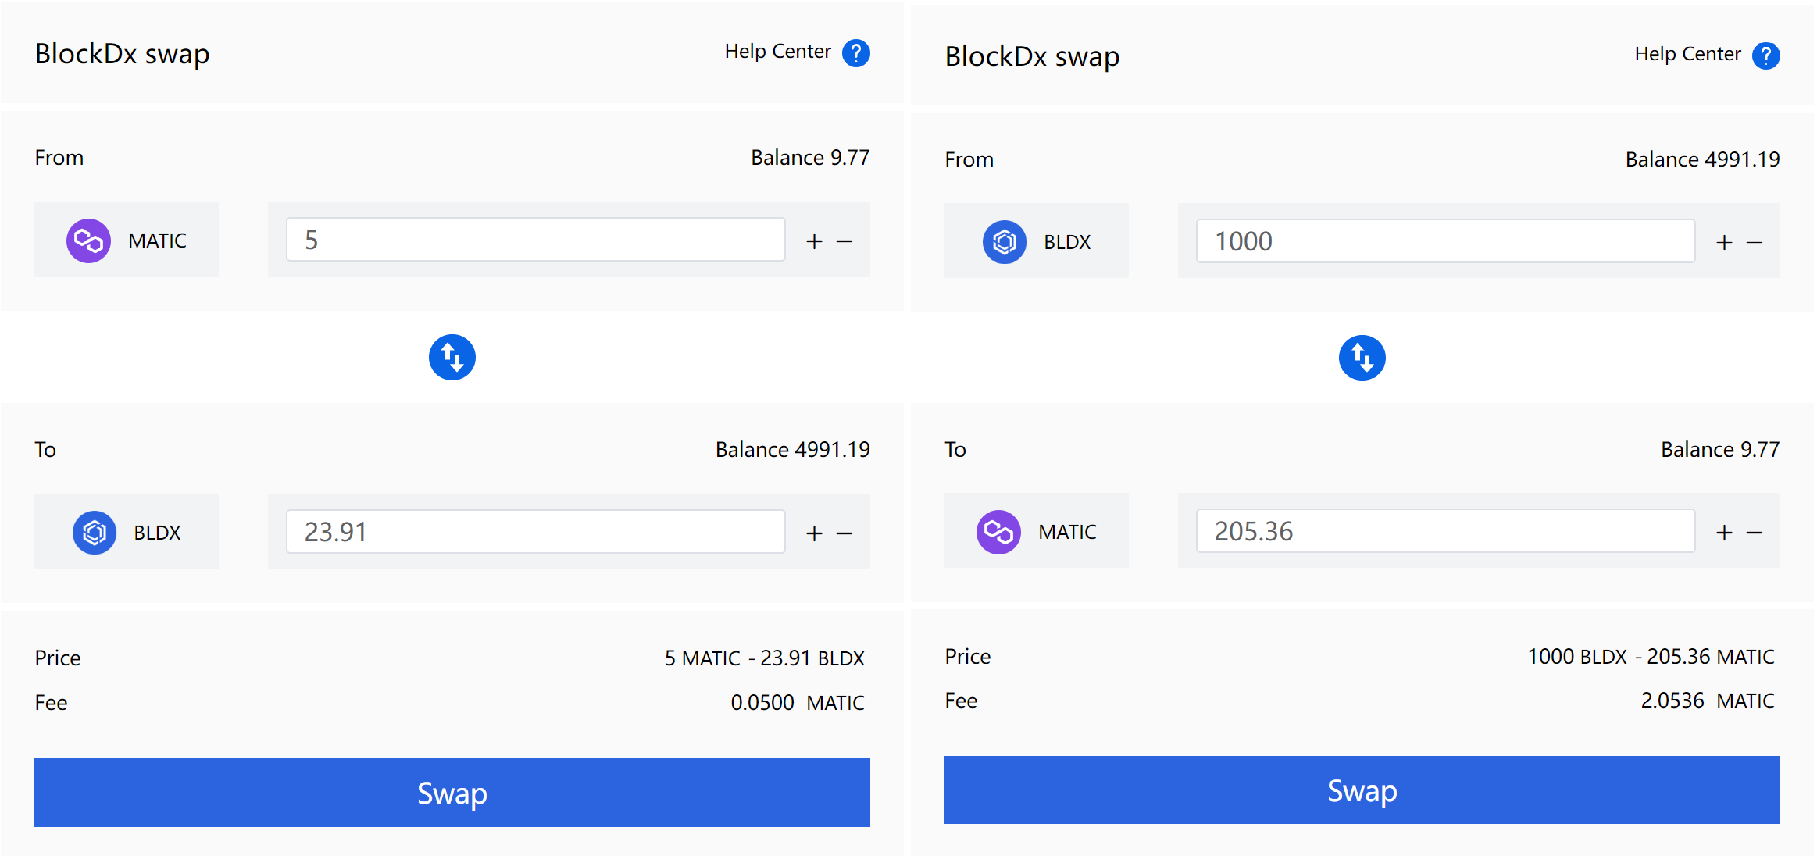 BlockDx swap
Help Center ?
From
Balance 9.77
MATIC
5
+ −
To
Balance 4991.19
BLDX
23.91
+ −
Price
5 MATIC - 23.91 BLDX
Fee
0.0500 MATIC
Swap
BlockDx swap
Help Center ?
From
Balance 4991.19
BLDX
1000
+ −
To
Balance 9.77
MATIC
205.36
+ −
Price
1000 BLDX - 205.36 MATIC
Fee
2.0536 MATIC
Swap